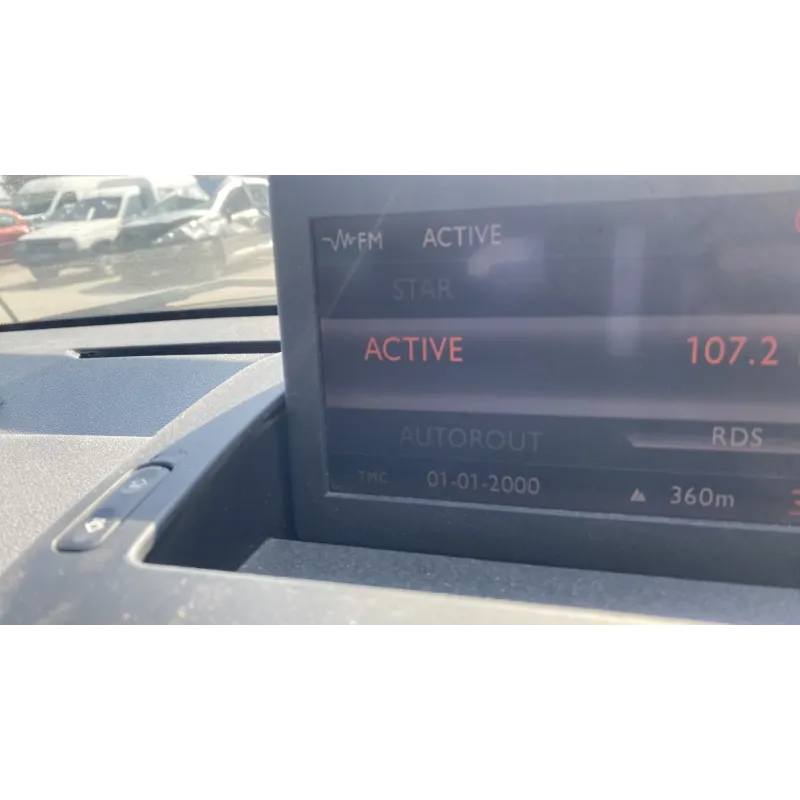 FM ACTIVE
STAR
ACTIVE 107.2
AUTOROUT RDS
TMC 01-01-2000 360m